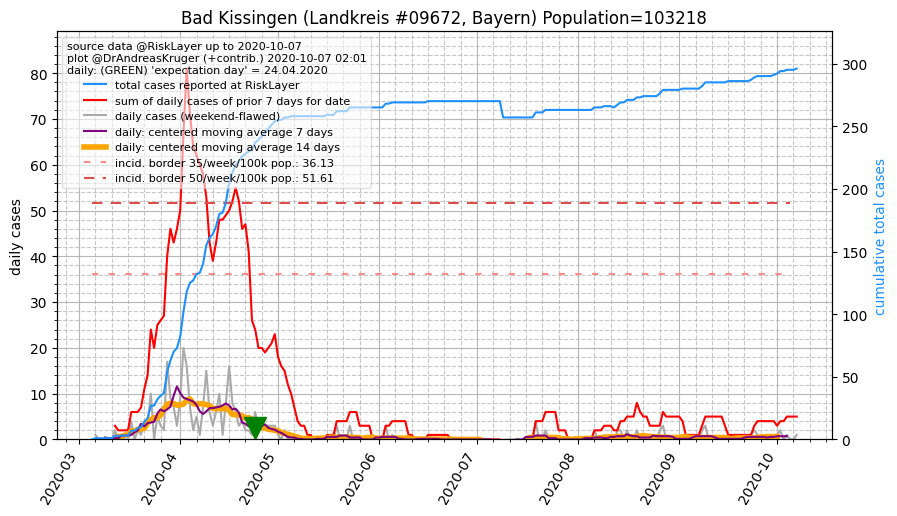 Bad Kissingen (Landkreis #09672, Bayern) Population=103218
source data @RiskLayer up to 2020-10-07
plot @DrAndreasKruger (+contrib.) 2020-10-07 02:01
daily: (GREEN) 'expectation day' = 24.04.2020
total cases reported at RiskLayer
sum of daily cases of prior 7 days for date
daily cases (weekend-flawed)
daily: centered moving average 7 days
daily: centered moving average 14 days
incid. border 35/week/100k pop.: 36.13
incid. border 50/week/100k pop.: 51.61
daily cases
80
70
60
50
40
30
20
10
0
cumulative total cases
300
250
200
150
100
50
0
2020-03
2020-04
2020-05
2020-06
2020-07
2020-08
2020-09
2020-10